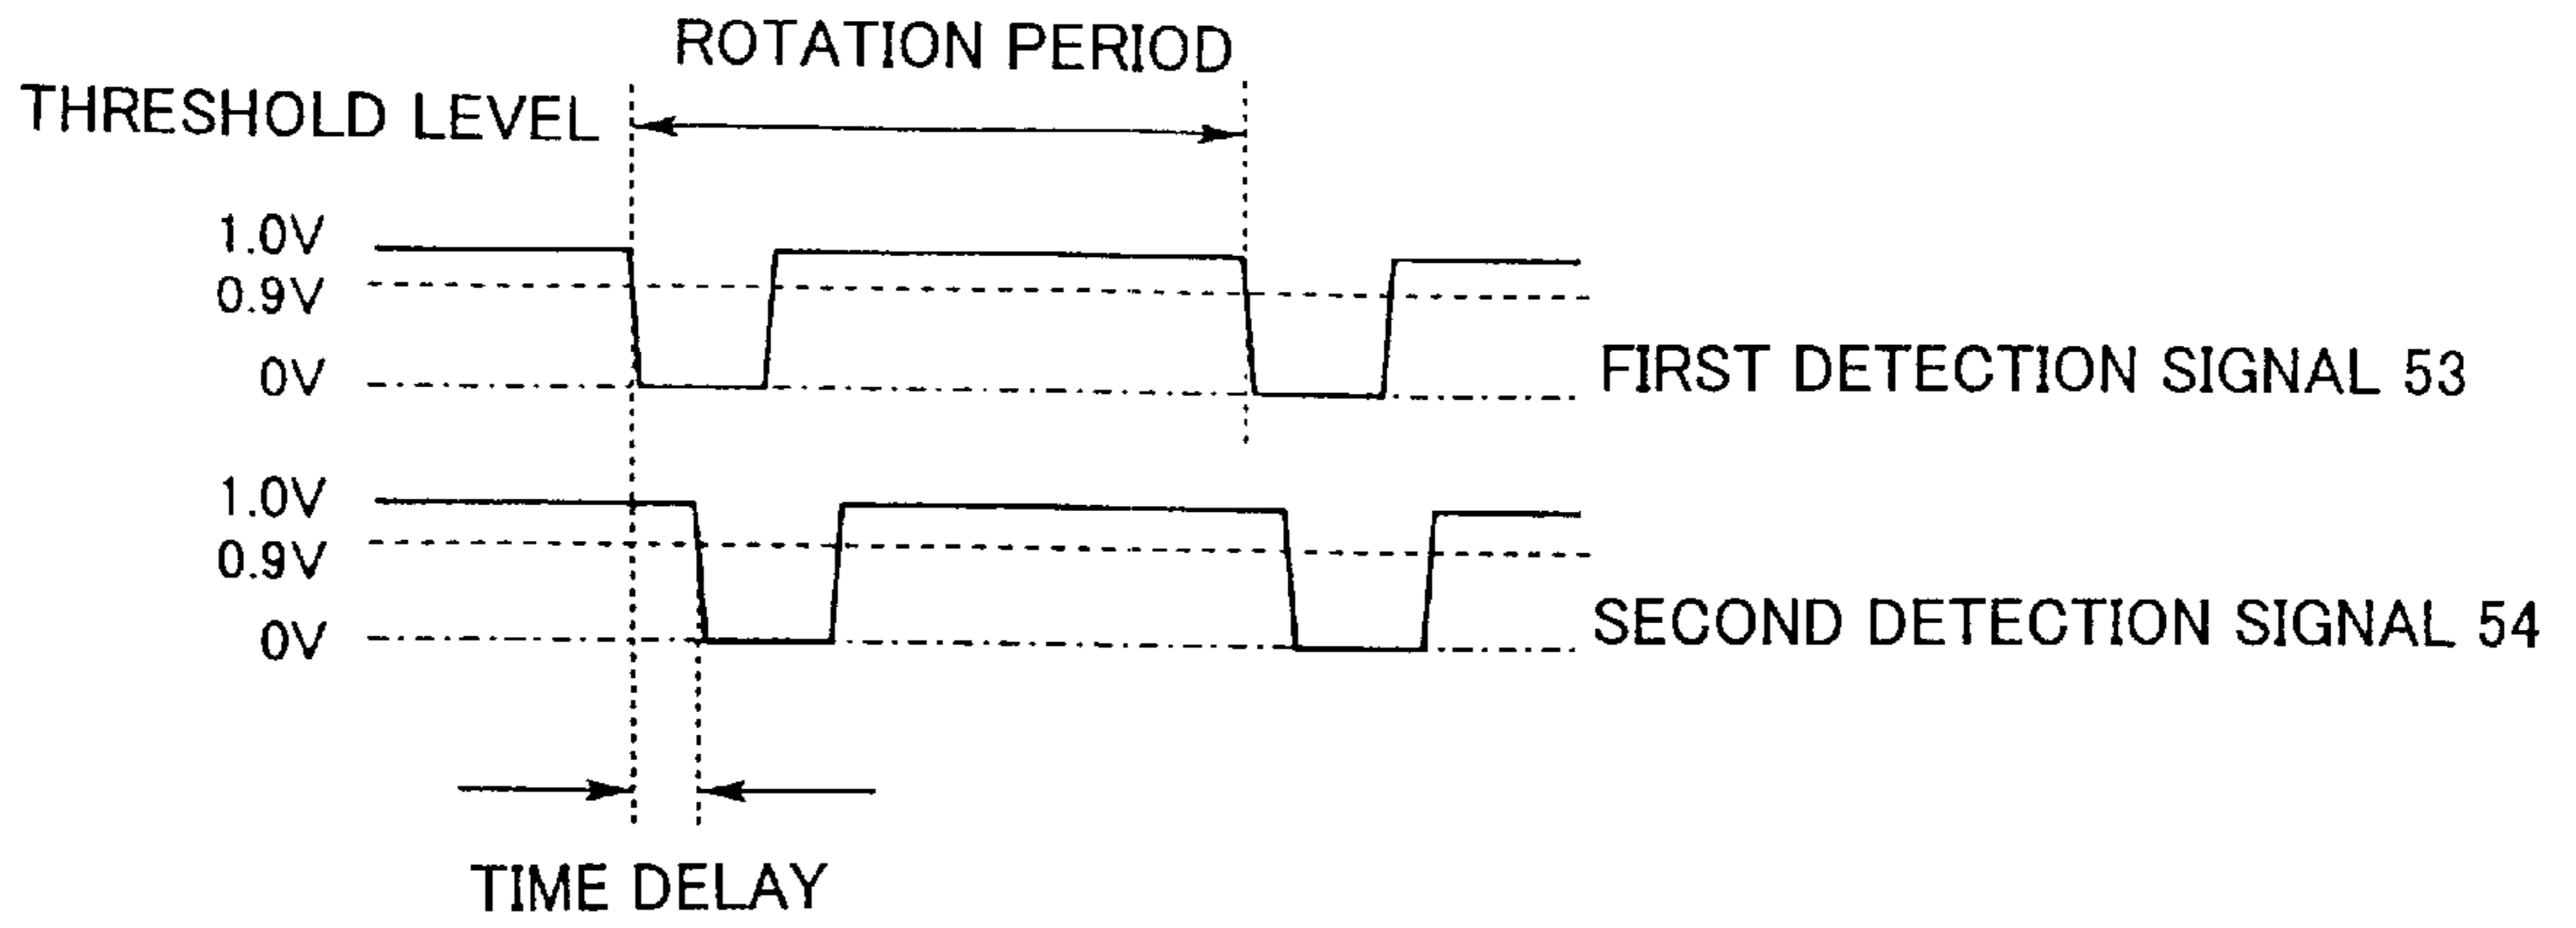 ROTATION PERIOD
THRESHOLD LEVEL
1.0V
0.9V
0V
FIRST DETECTION SIGNAL 53
1.0V
0.9V
0V
SECOND DETECTION SIGNAL 54
TIME DELAY